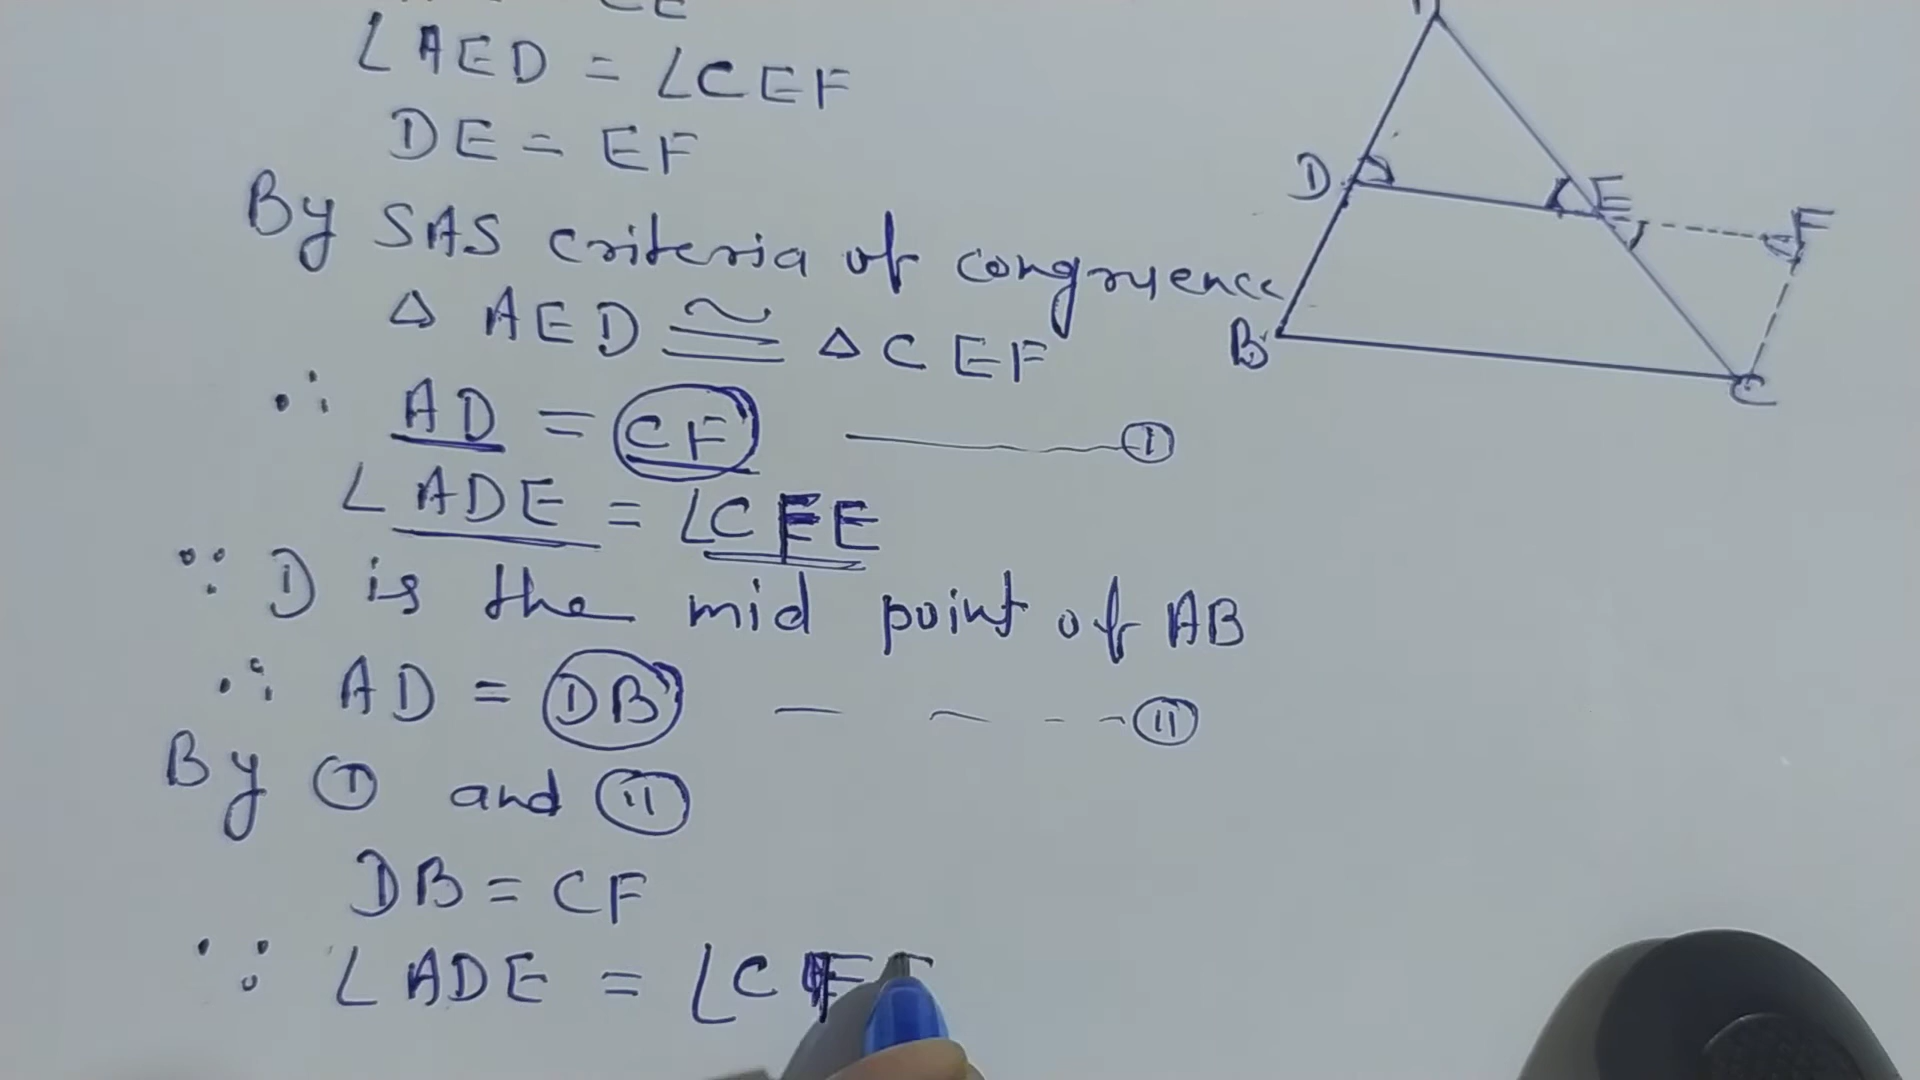 CE
∠AED = ∠CEF
DE = EF
By SAS criteria of congruence
△ AED ≅ △ CEF
∴ AD = CF ——— Ⓘ
∠ADE = ∠CFE
∵ D is the mid point of AB
∴ AD = DB — - - - ⓘⓘ
By Ⓘ and ⓘⓘ
DB = CF
∵ ∠ADE = ∠CF
D
E
F
B
C